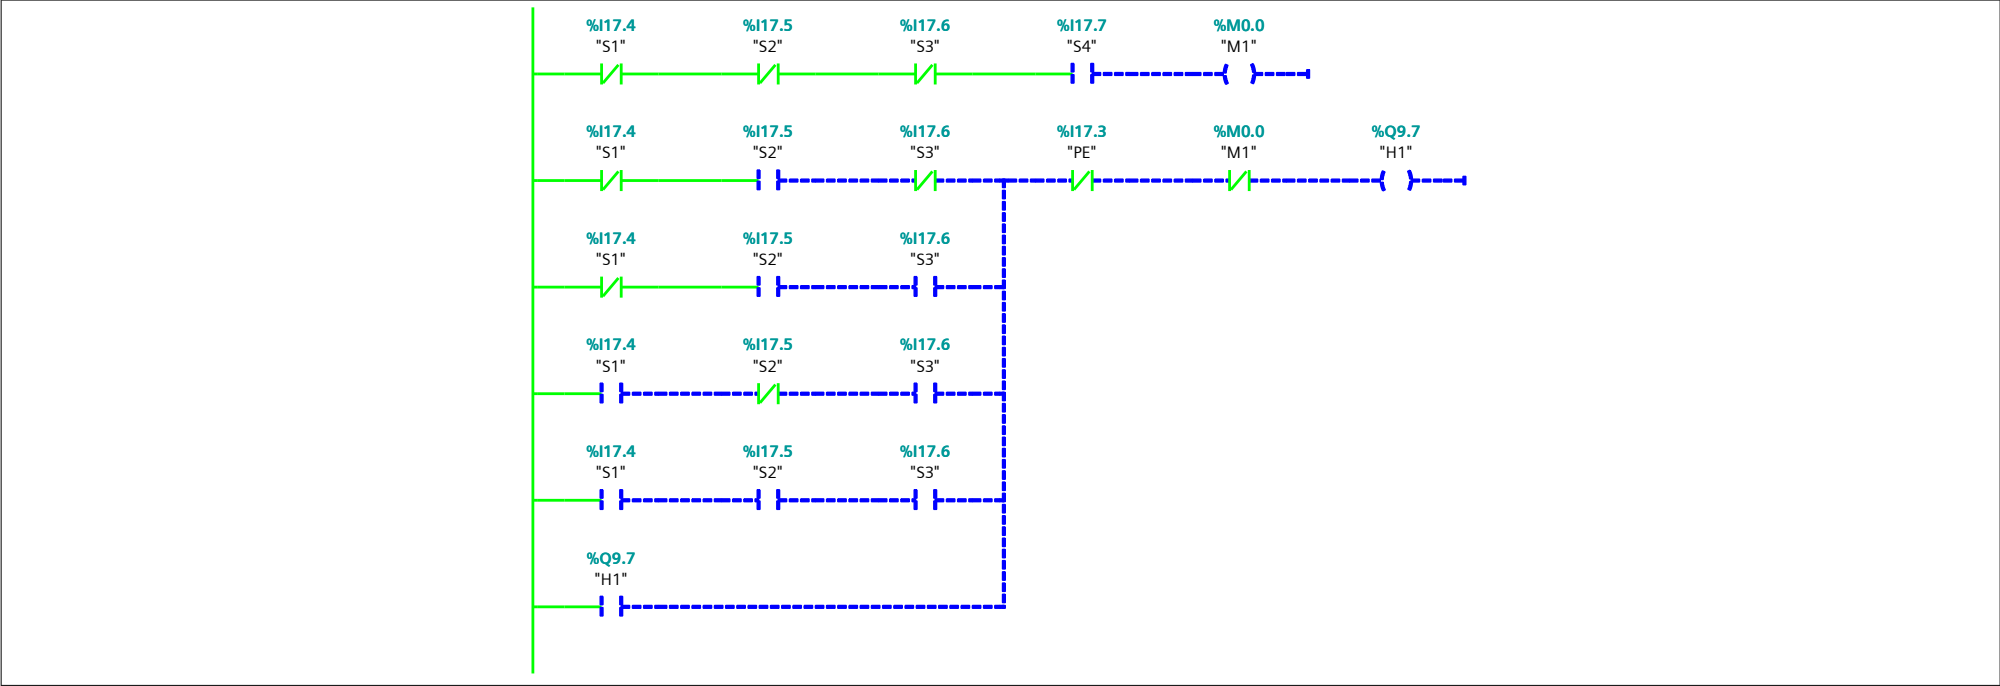 %I17.4 %I17.5 %I17.6 %I17.7 %M0.0
"S1" "S2" "S3" "S4" "M1"
%I17.4 %I17.5 %I17.6 %I17.3 %M0.0 %Q9.7
"S1" "S2" "S3" "PE" "M1" "H1"
%I17.4 %I17.5 %I17.6
"S1" "S2" "S3"
%I17.4 %I17.5 %I17.6
"S1" "S2" "S3"
%I17.4 %I17.5 %I17.6
"S1" "S2" "S3"
%Q9.7
"H1"